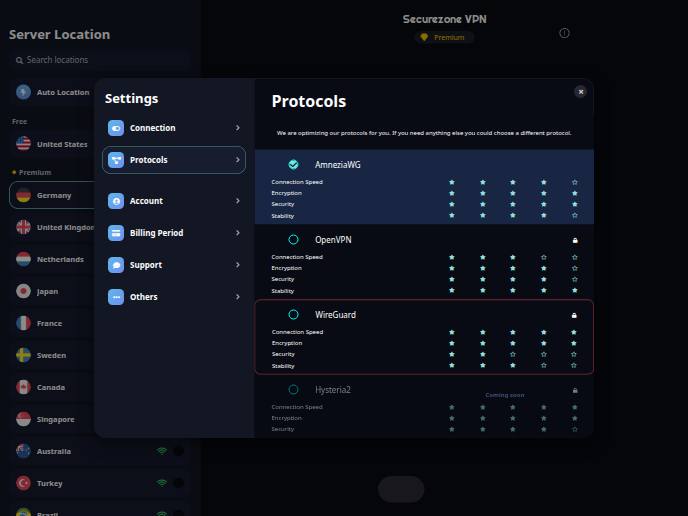 Securezone VPN
Premium
Server Location
Search locations
Auto Location
Free
United States
Premium
Germany
United Kingdom
Netherlands
Japan
France
Sweden
Canada
Singapore
Australia
Turkey
Brazil
Settings
Connection
Protocols
Account
Billing Period
Support
Others
Protocols
We are optimizing our protocols for you. If you need anything else you could choose a different protocol.
AmneziaWG
Connection Speed
Encryption
Security
Stability
OpenVPN
Connection Speed
Encryption
Security
Stability
WireGuard
Connection Speed
Encryption
Security
Stability
Hysteria2
Coming soon
Connection Speed
Encryption
Security